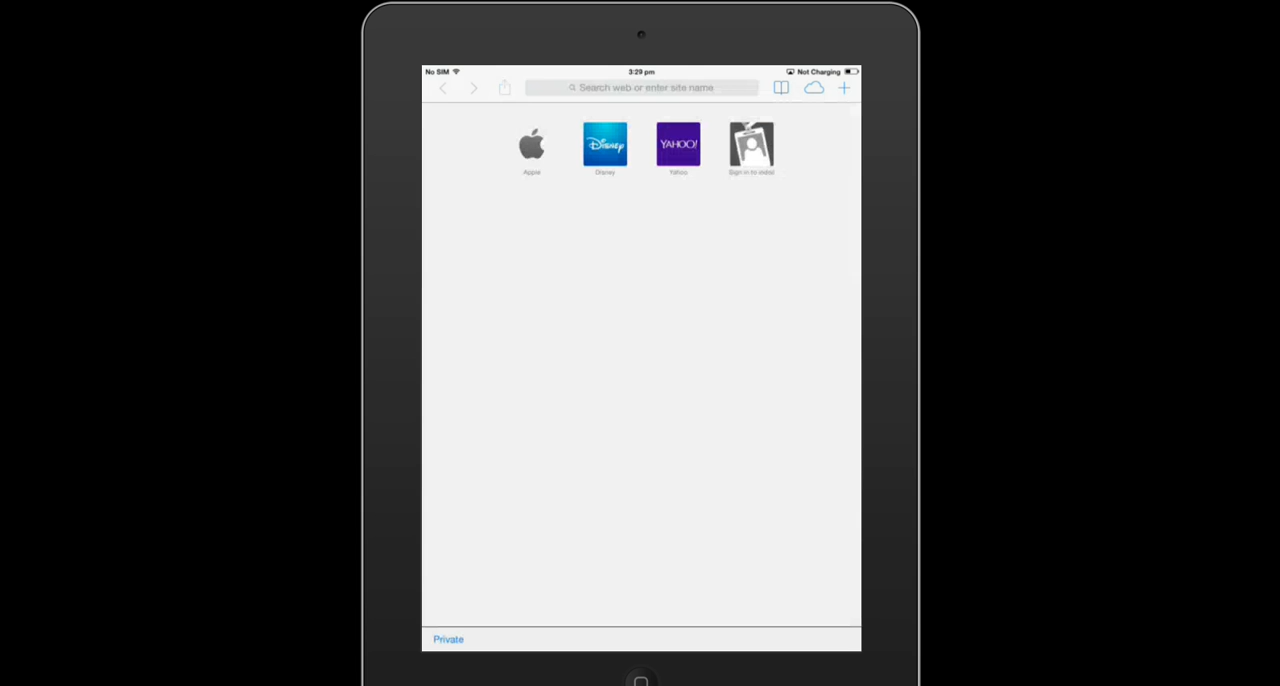 No SIM 3:29 pm Not Charging
Search web or enter site name
Disney YAHOO!
Apple Disney Yahoo Sign in to
Private